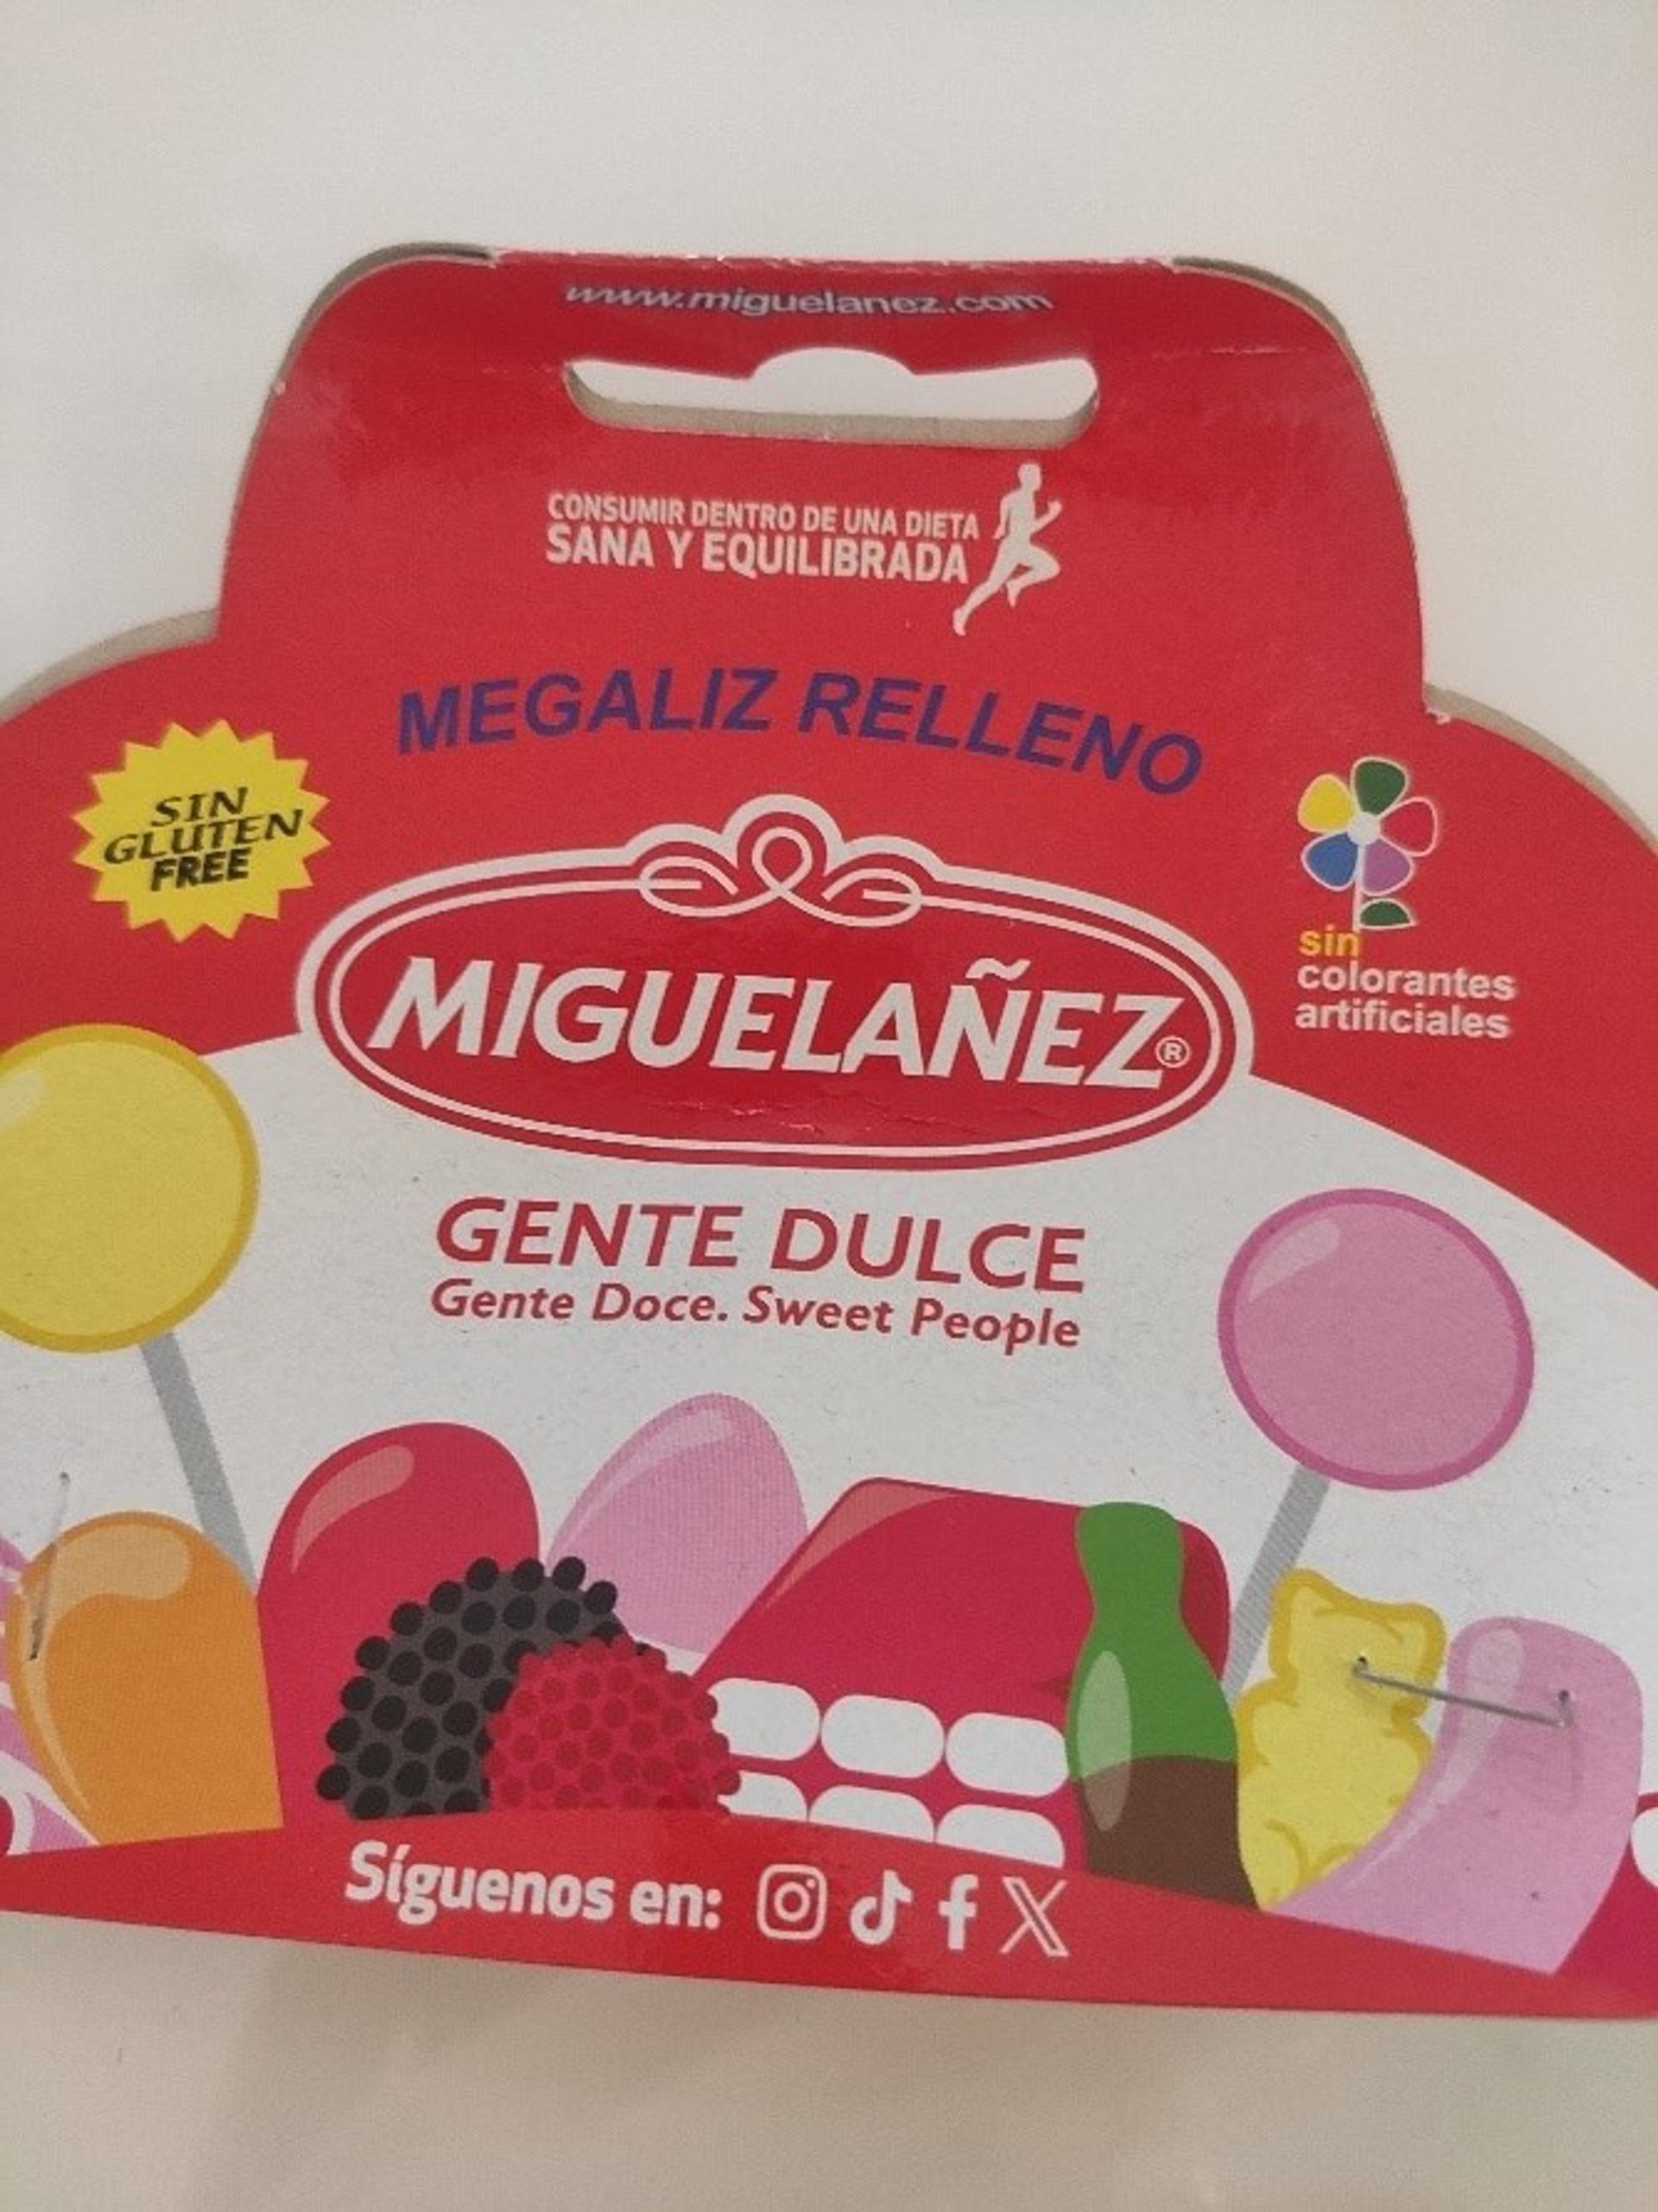 www.miguelanez.com
CONSUMIR DENTRO DE UNA DIETA
SANA Y EQUILIBRADA
MEGALIZ RELLENO
SIN
GLUTEN
FREE
MIGUELAÑEZ®
sin
colorantes
artificiales
GENTE DULCE
Gente Doce. Sweet People
Síguenos en: